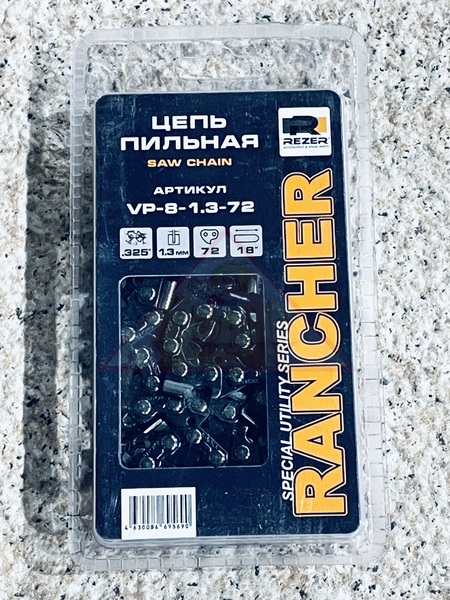 ЦЕПЬ
ПИЛЬНАЯ
SAW CHAIN
АРТИКУЛ
VP-8-1.3-72
.325"
1.3 мм
72
18"
REZER
RANCHER
SPECIAL UTILITY SERIES